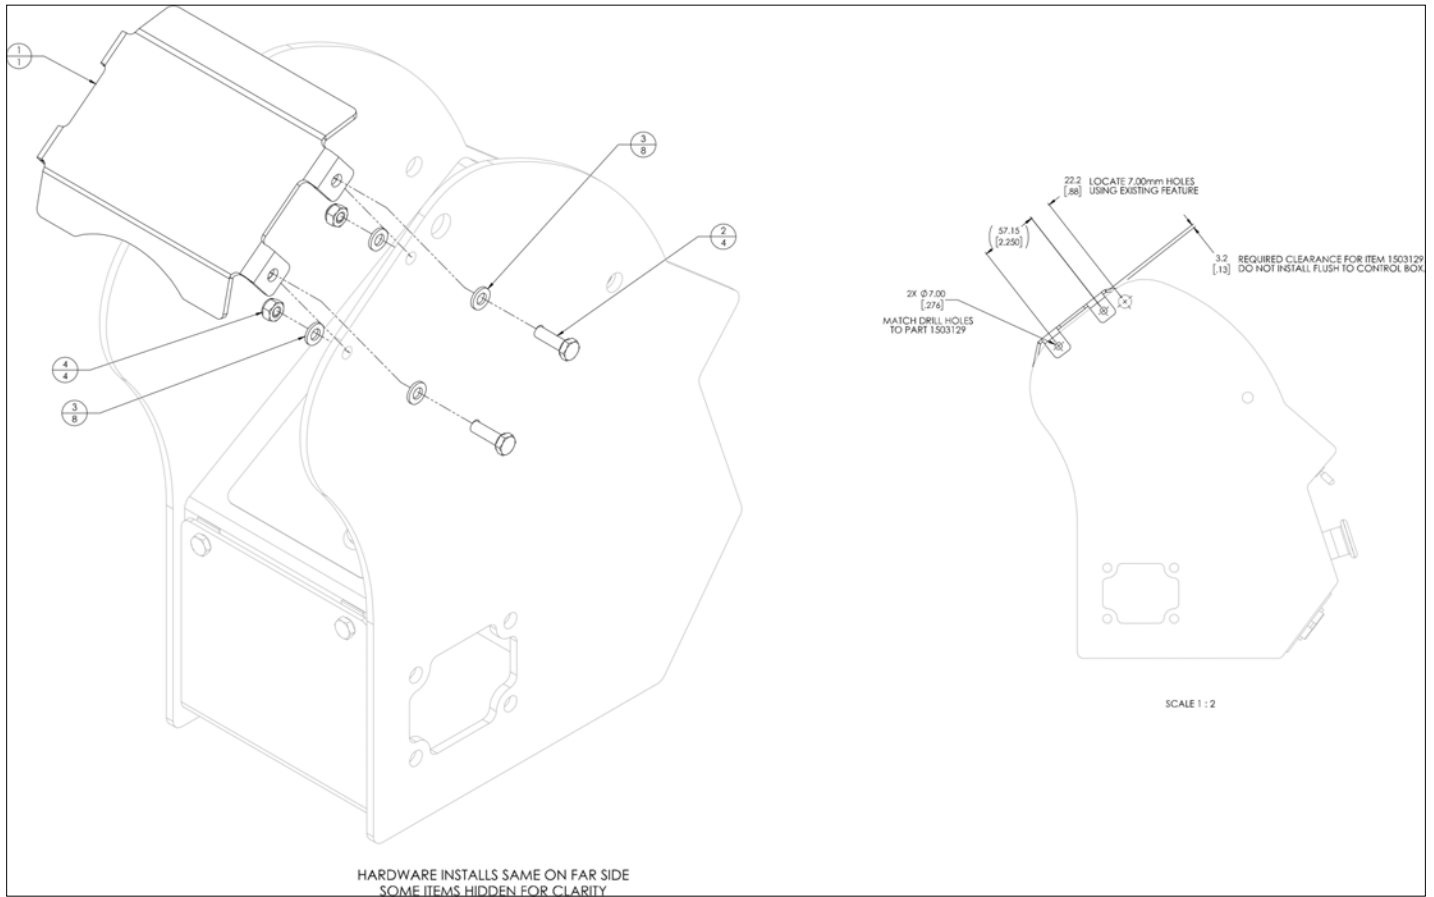 1
1
3
8
2
4
4
4
3
8
HARDWARE INSTALLS SAME ON FAR SIDE
SOME ITEMS HIDDEN FOR CLARITY
22.2 LOCATE 7.00mm HOLES
[.88] USING EXISTING FEATURE
(57.15
[2.250])
3.2 REQUIRED CLEARANCE FOR ITEM 1503129
[.13] DO NOT INSTALL FLUSH TO CONTROL BOX.
2X Ø7.00
[.276]
MATCH DRILL HOLES
TO PART 1503129
SCALE 1 : 2